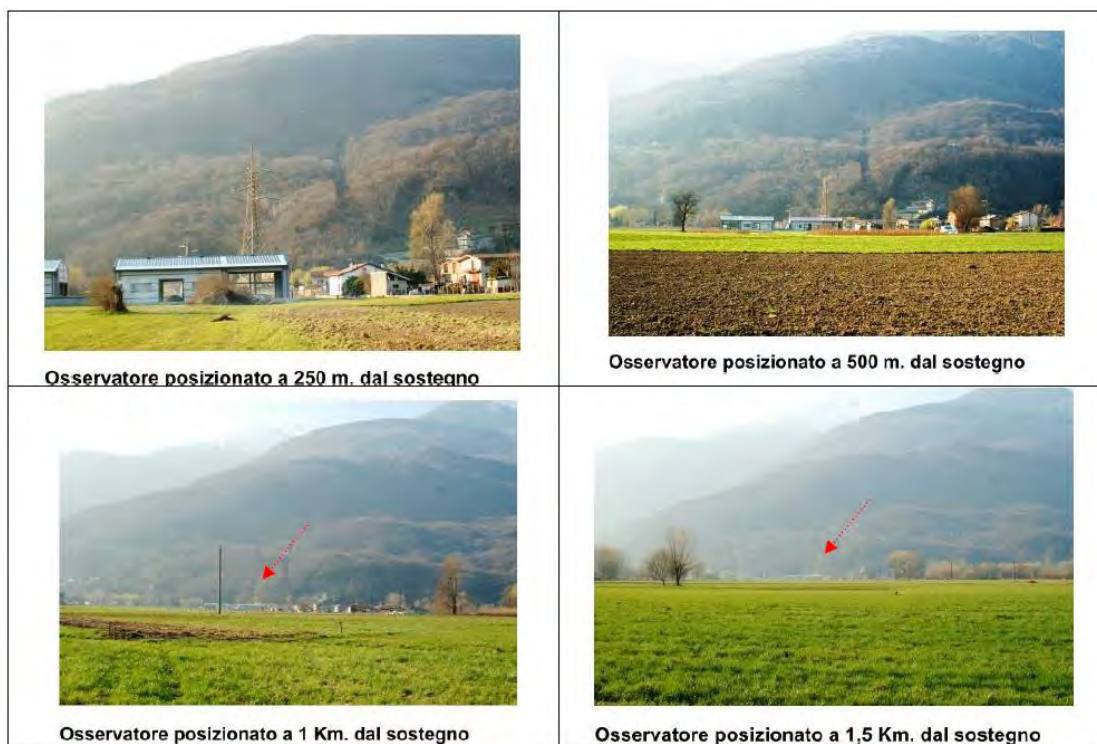 Osservatore posizionato a 250 m. dal sostegno
Osservatore posizionato a 500 m. dal sostegno
Osservatore posizionato a 1 Km. dal sostegno
Osservatore posizionato a 1,5 Km. dal sostegno